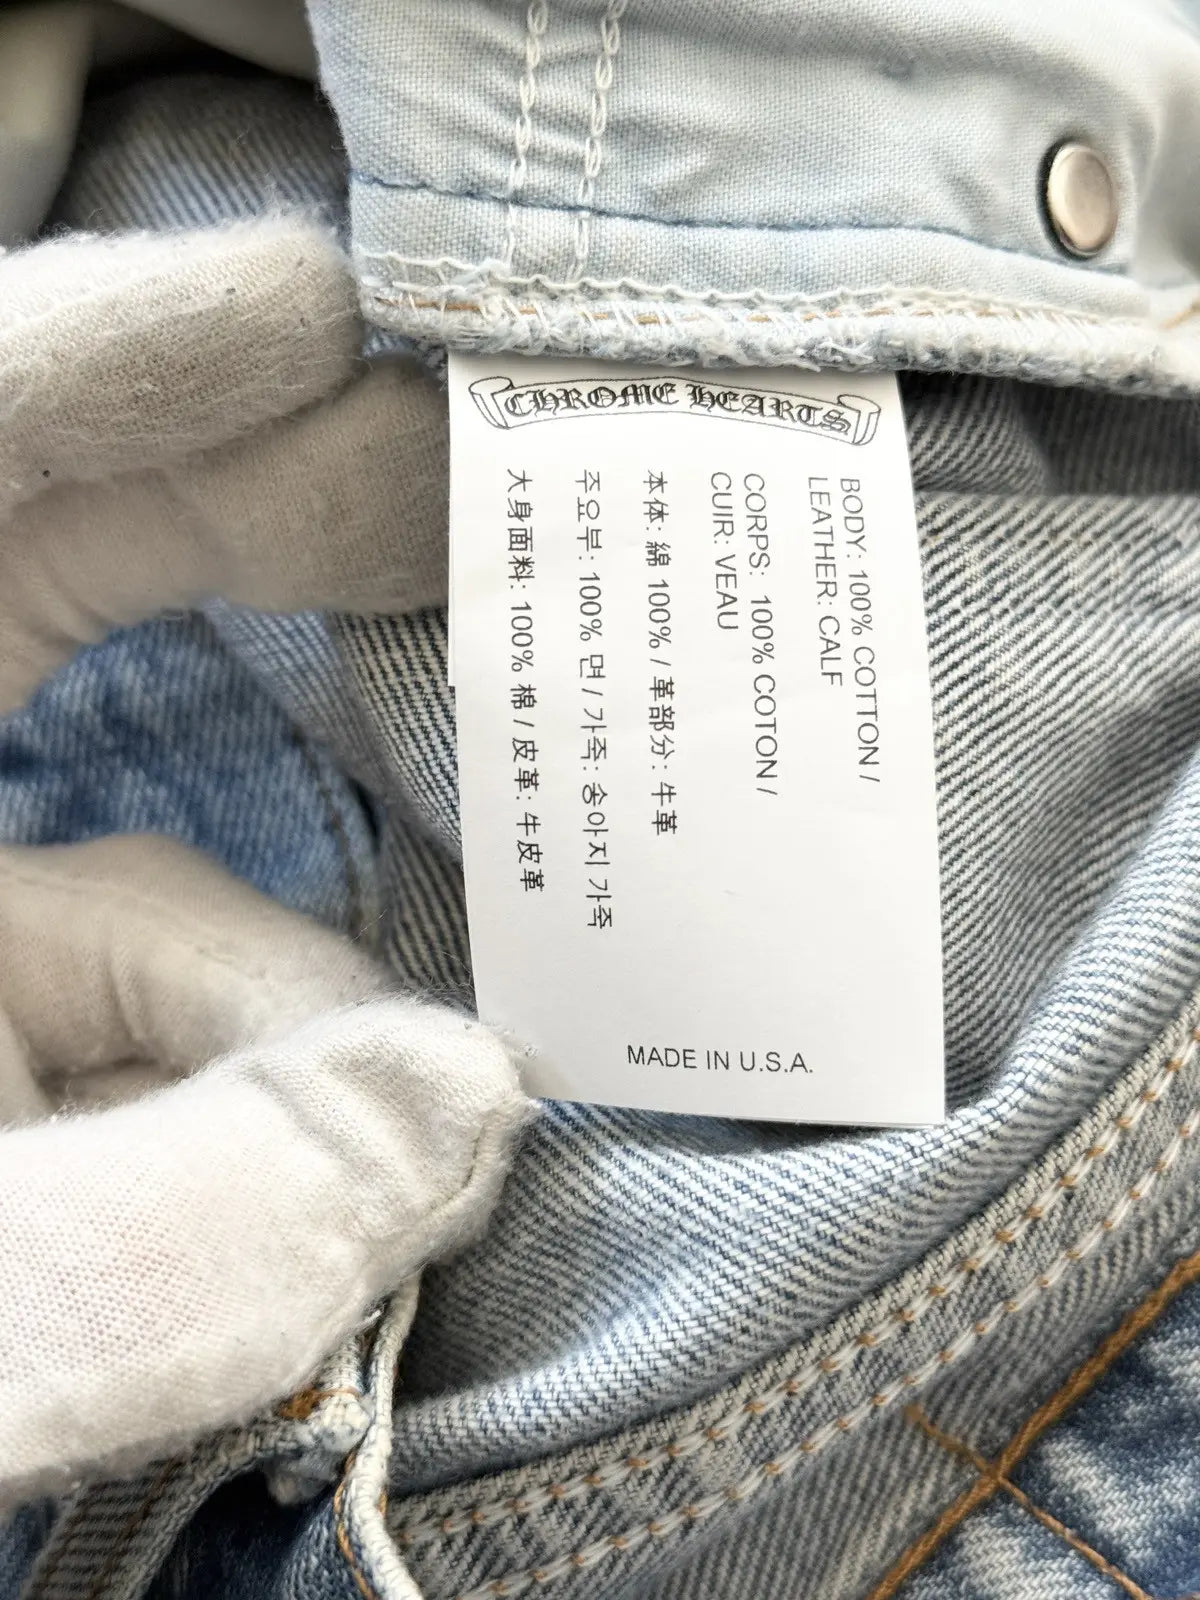 CHROME HEARTS
BODY: 100% COTTON /
LEATHER: CALF
CORPS: 100% COTON /
CUIR: VEAU
本体: 綿 100% / 革部分: 牛革
주요부: 100% 면 / 가죽: 송아지 가죽
大身面料: 100% 棉 / 皮革: 牛皮革
MADE IN U.S.A.